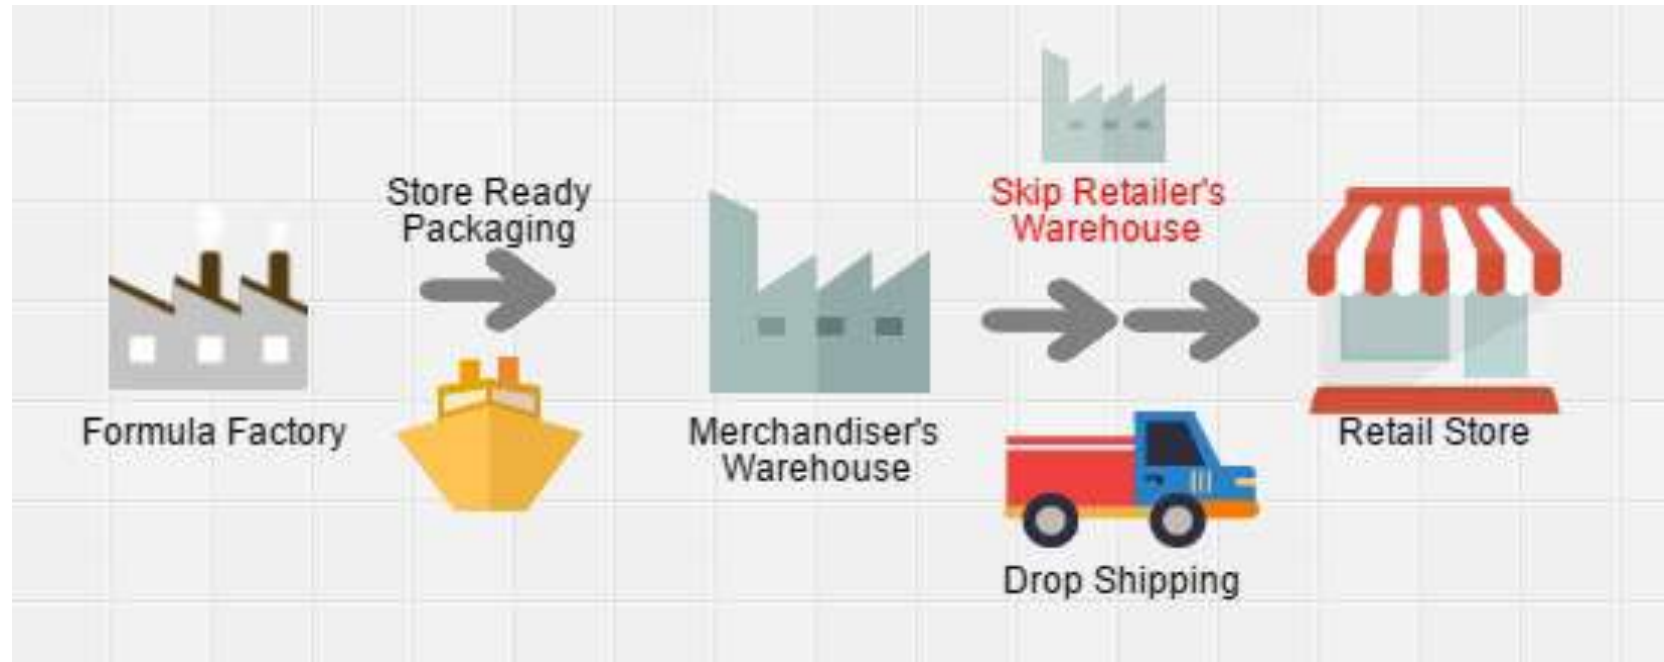 Store Ready
Packaging
Skip Retailer's
Warehouse
Formula Factory
Merchandiser's
Warehouse
Retail Store
Drop Shipping